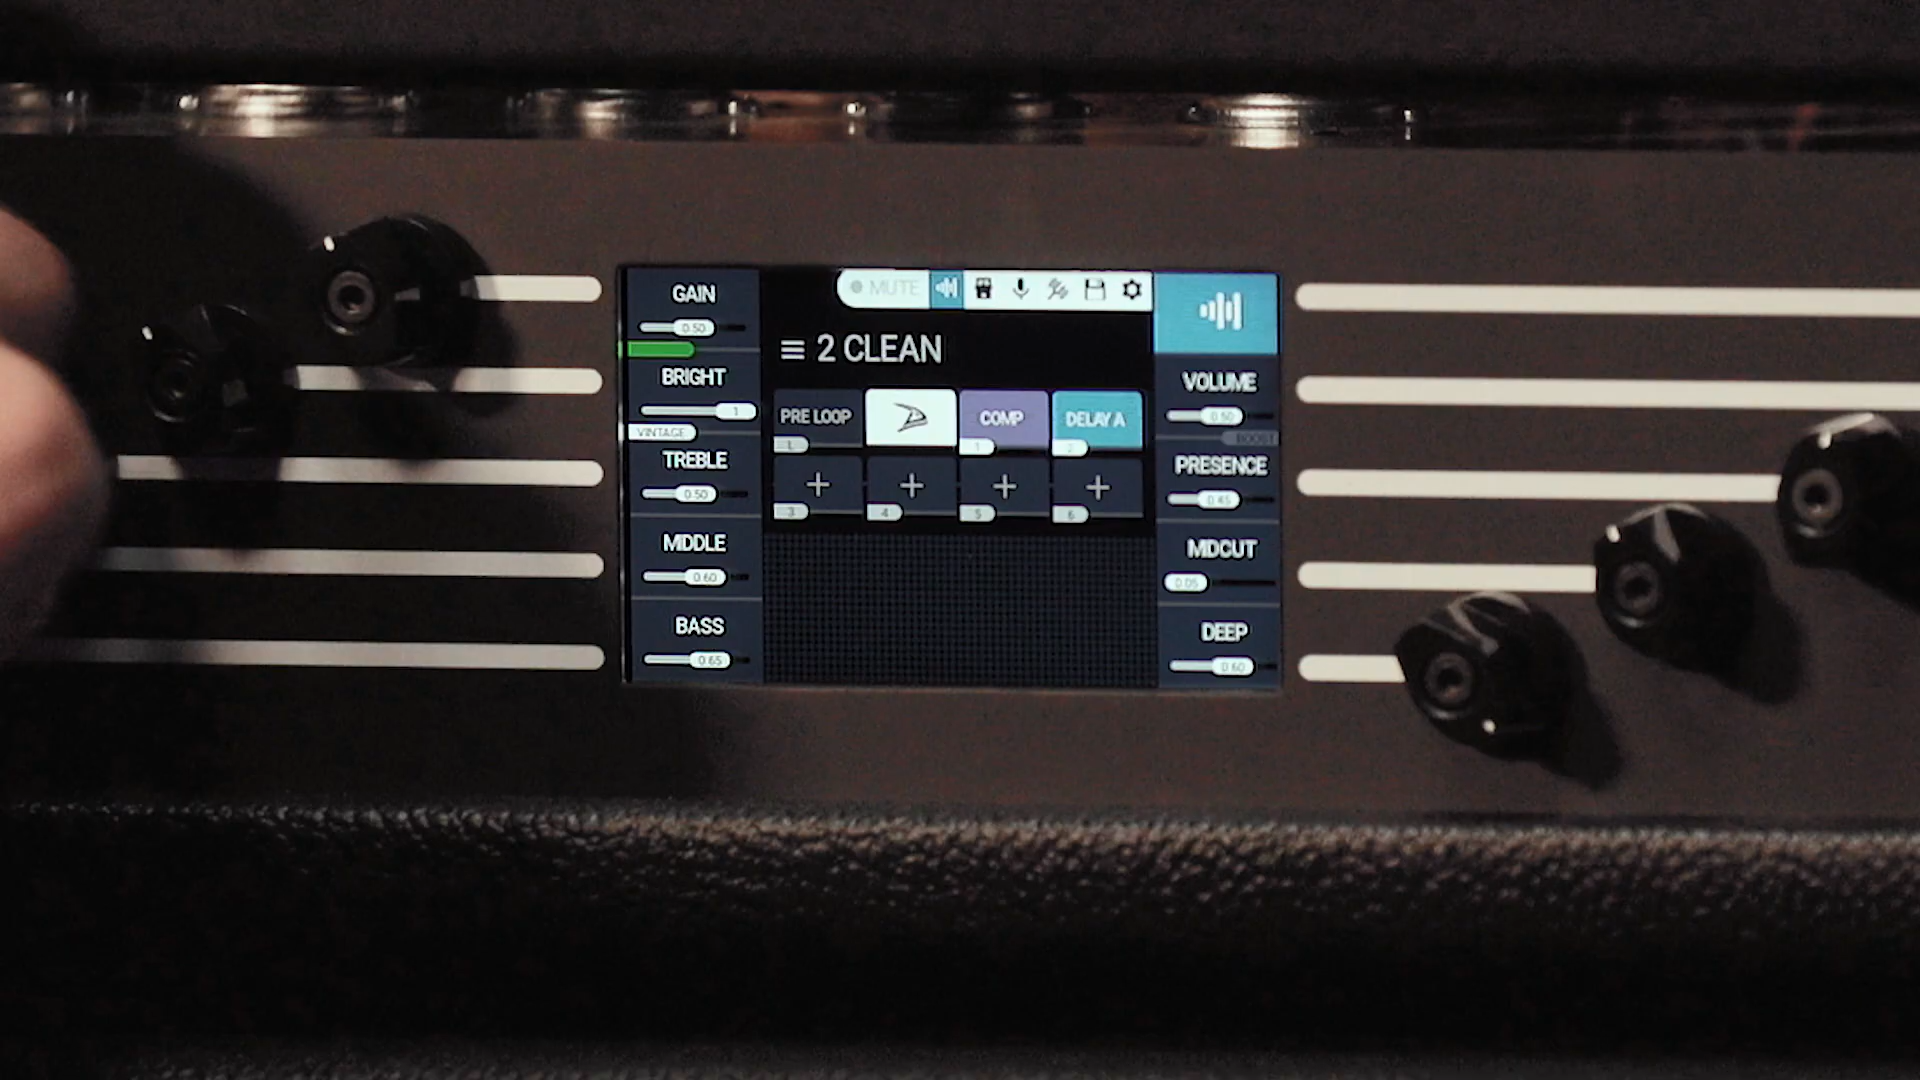 GAIN
0.50
BRIGHT
1
VINTAGE
TREBLE
0.50
MIDDLE
0.60
BASS
0.65
MUTE
2 CLEAN
PRE LOOP
L
COMP
1
DELAY A
2
3
4
5
6
VOLUME
0.50
BOOST
PRESENCE
0.45
MIDCUT
0.05
DEEP
0.60